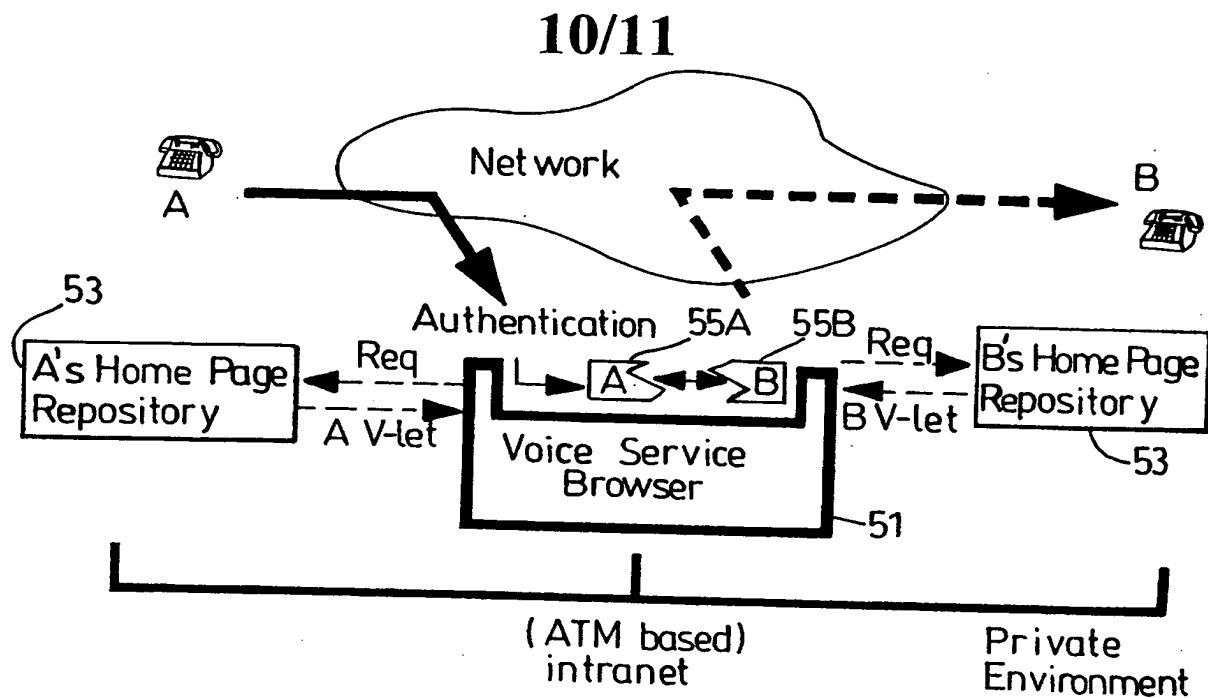 10/11
Network
A
B
53
Authentication
55A
55B
A's Home Page
Repository
Req
A V-let
A
B
Req
B V-let
B's Home Page
Repository
Voice Service
Browser
53
51
(ATM based)
intranet
Private
Environment